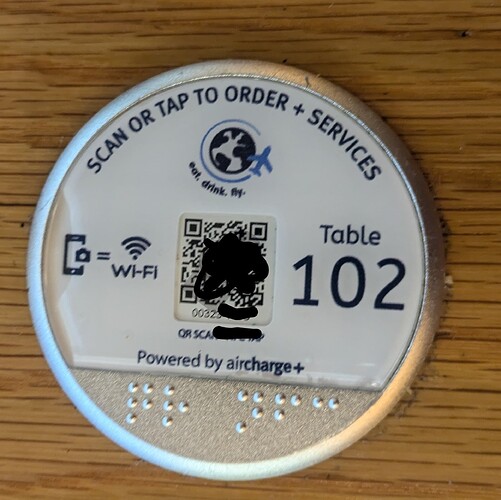 SCAN OR TAP TO ORDER + SERVICES
eat. drink. fly.
= Wi-Fi
Table
102
Powered by aircharge+